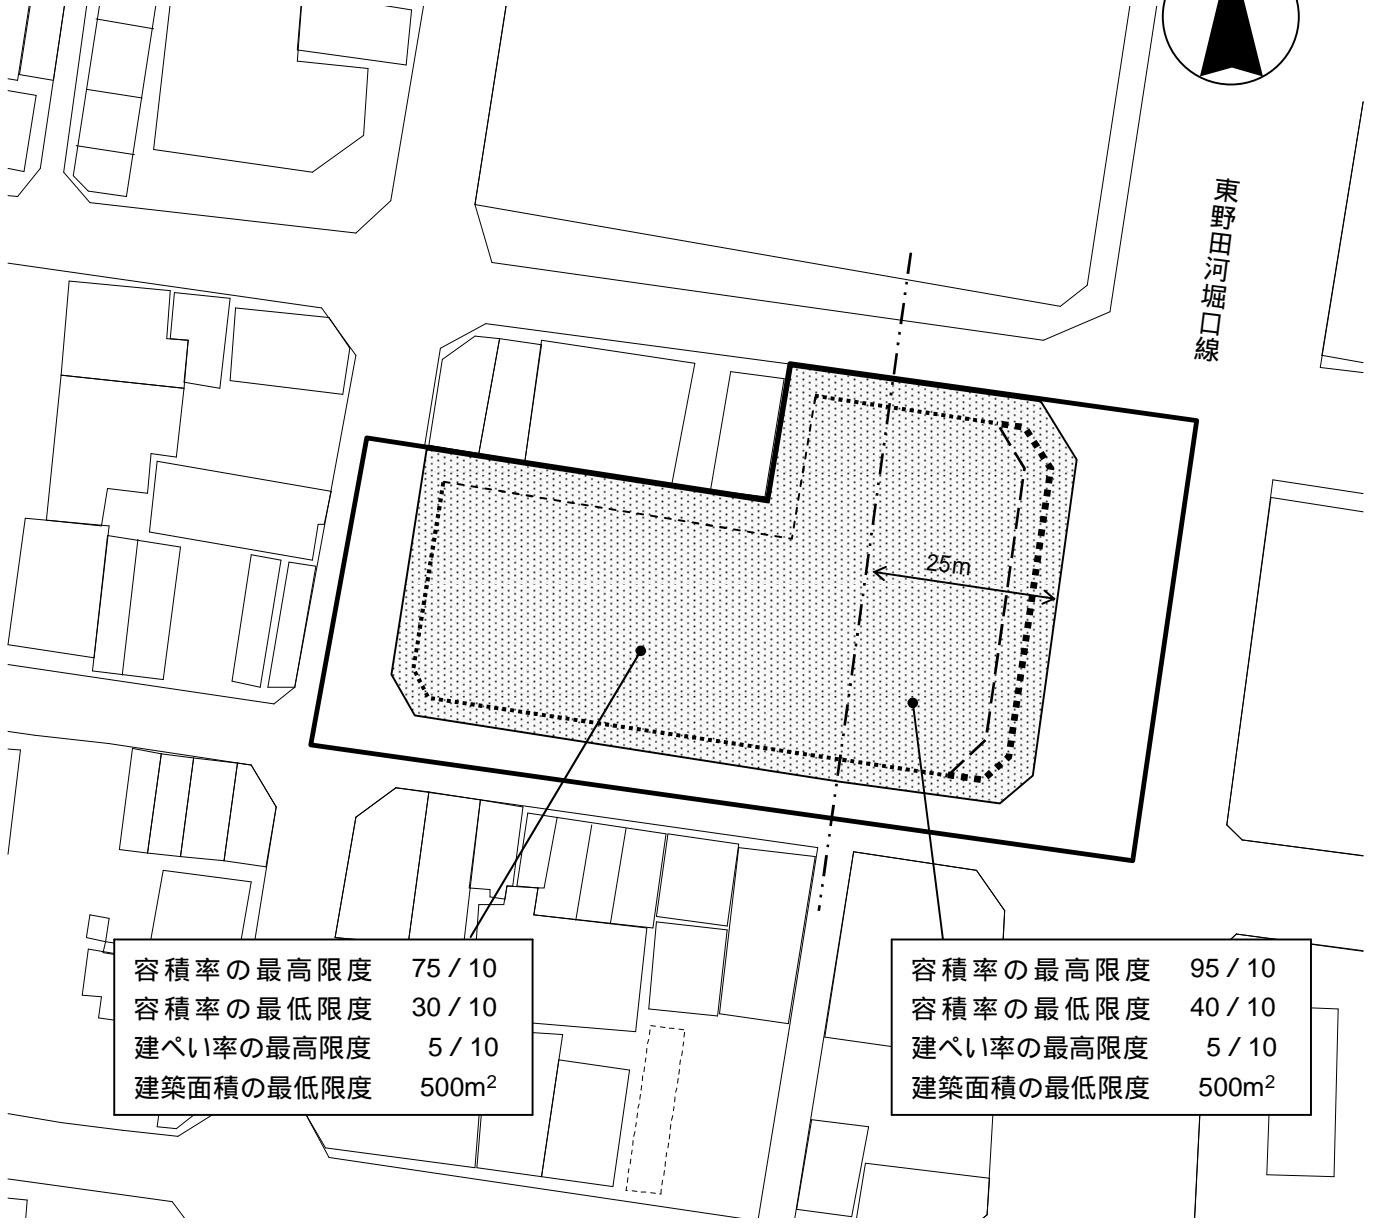 東野田河堀口線
25m
容積率の最高限度 75 / 10
容積率の最低限度 30 / 10
建ぺい率の最高限度 5 / 10
建築面積の最低限度 500m²
容積率の最高限度 95 / 10
容積率の最低限度 40 / 10
建ぺい率の最高限度 5 / 10
建築面積の最低限度 500m²